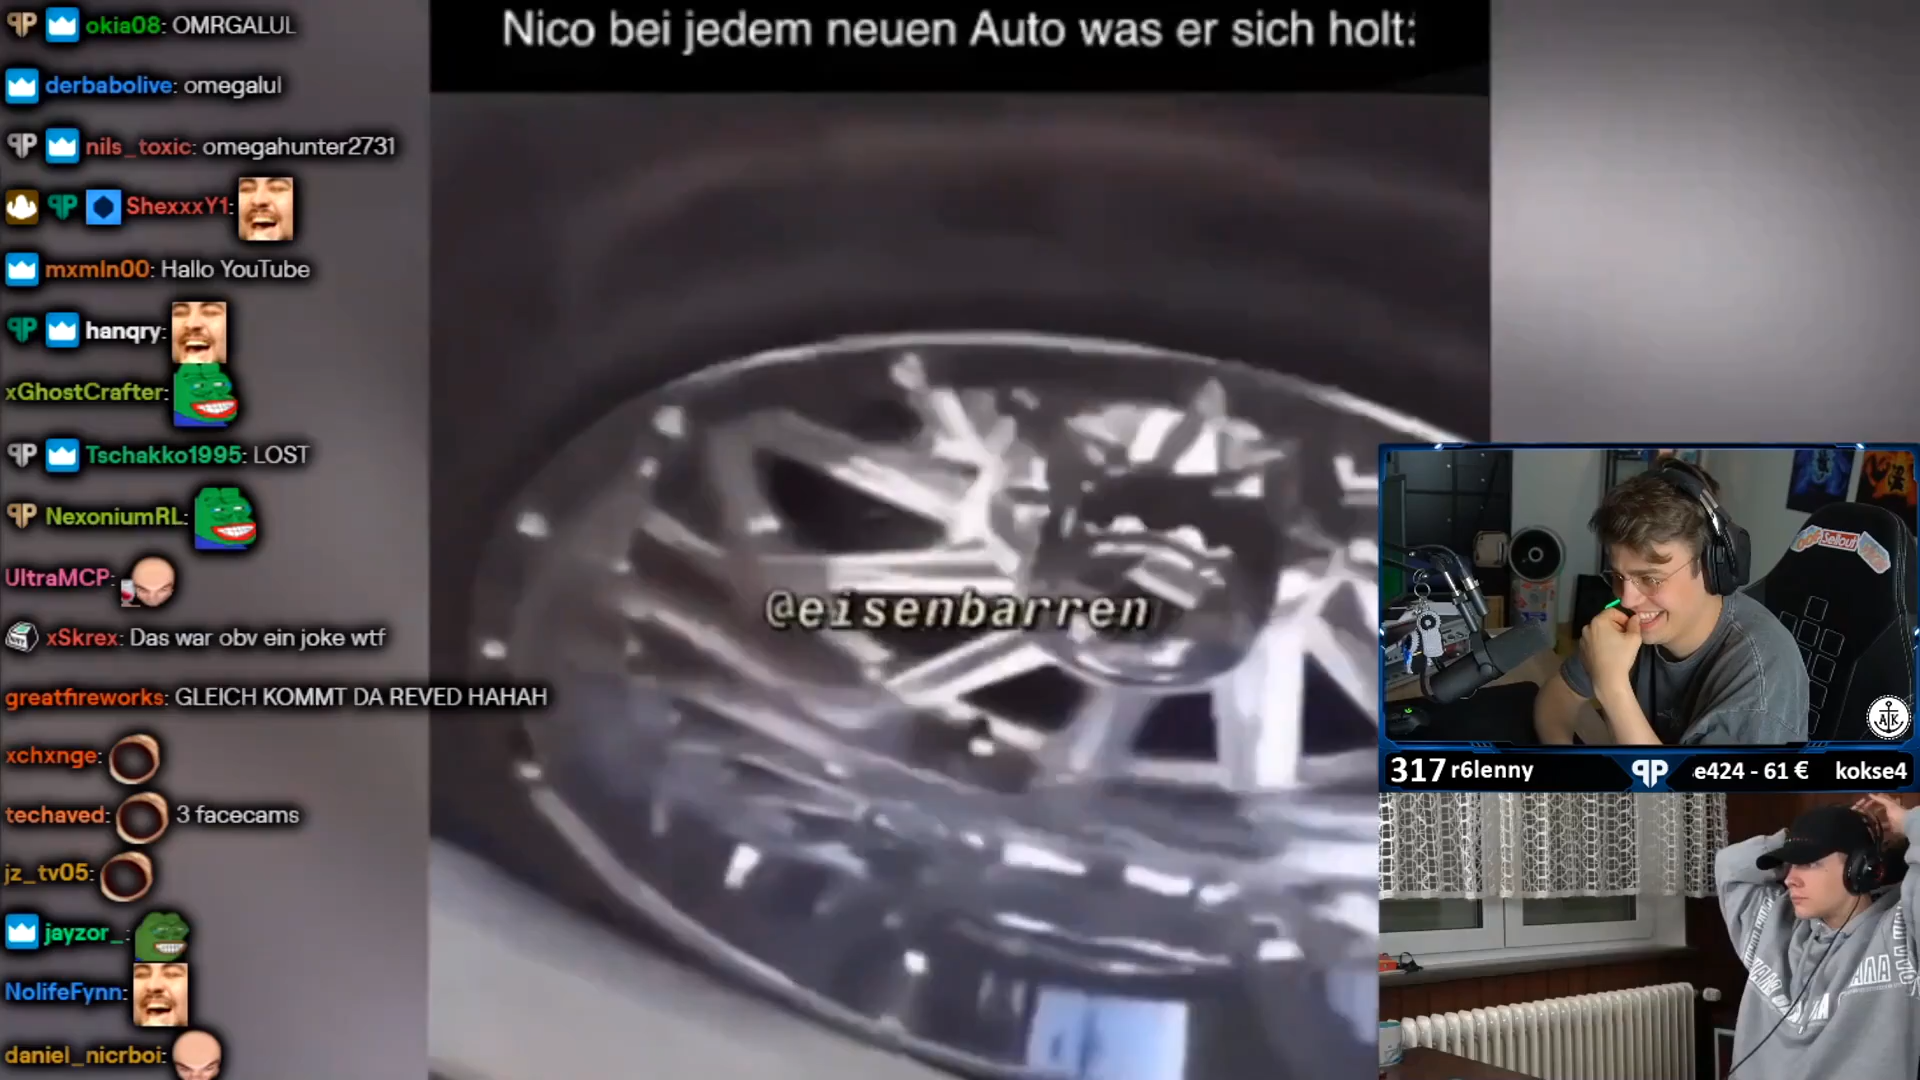 Nico bei jedem neuen Auto was er sich holt:
okia08: OMRGALUL
derbabolive: omegalul
nils_toxic: omegahunter2731
ShexxxY1:
mxmln00: Hallo YouTube
hanqry:
xGhostCrafter:
Tschakko1995: LOST
NexoniumRL:
UltraMCP:
xSkrex: Das war obv ein joke wtf
greatfireworks: GLEICH KOMMT DA REVED HAHAH
xchxnge:
techaved: 3 facecams
jz_tv05:
jayzor_:
NolifeFynn:
daniel_nicrboi:
@eisenbarren
Sellout
AK
317 r6lenny
e424 - 61 € kokse4